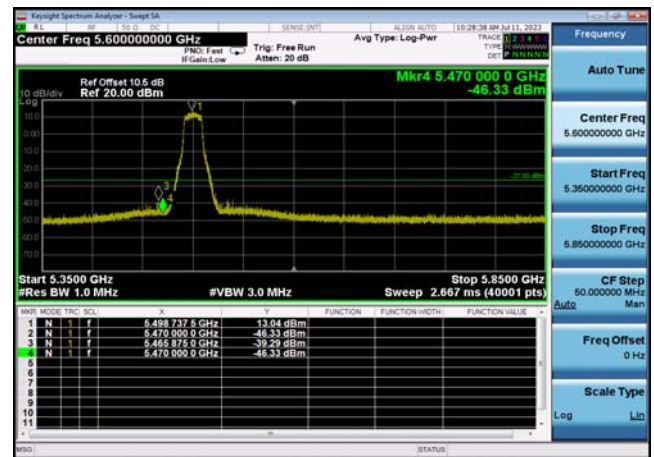 Keysight Spectrum Analyzer - Swept SA
RL RF 50 Ω DC SENSE:INT ALIGN AUTO 10:28:38 AM Jul 11, 2023
Center Freq 5.600000000 GHz
PNO: Fast
IFGain:Low
Trig: Free Run
Atten: 20 dB
Avg Type: Log-Pwr
TRACE 1 2 3 4 5 6
TYPE
DET P N N N N N
Ref Offset 10.5 dB
Ref 20.00 dBm
10 dB/div
Log
Mkr4 5.470 000 0 GHz
-46.33 dBm
10.0
0.00
-10.0
-20.0
-30.0
-40.0
-50.0
-60.0
-70.0
1
3
4
-27.00 dBm
Start 5.3500 GHz
Stop 5.8500 GHz
#Res BW 1.0 MHz
#VBW 3.0 MHz
Sweep 2.667 ms (40001 pts)
MKR MODE TRC SCL X Y FUNCTION FUNCTION WIDTH FUNCTION VALUE
1 N 1 f 5.498 737 5 GHz 13.04 dBm
2 N 1 f 5.470 000 0 GHz -46.33 dBm
3 N 1 f 5.465 875 0 GHz -39.29 dBm
4 N 1 f 5.470 000 0 GHz -46.33 dBm
5
6
7
8
9
10
11
MSG
STATUS
Frequency
Auto Tune
Center Freq
5.600000000 GHz
Start Freq
5.350000000 GHz
Stop Freq
5.850000000 GHz
CF Step
50.000000 MHz
Auto Man
Freq Offset
0 Hz
Scale Type
Log Lin